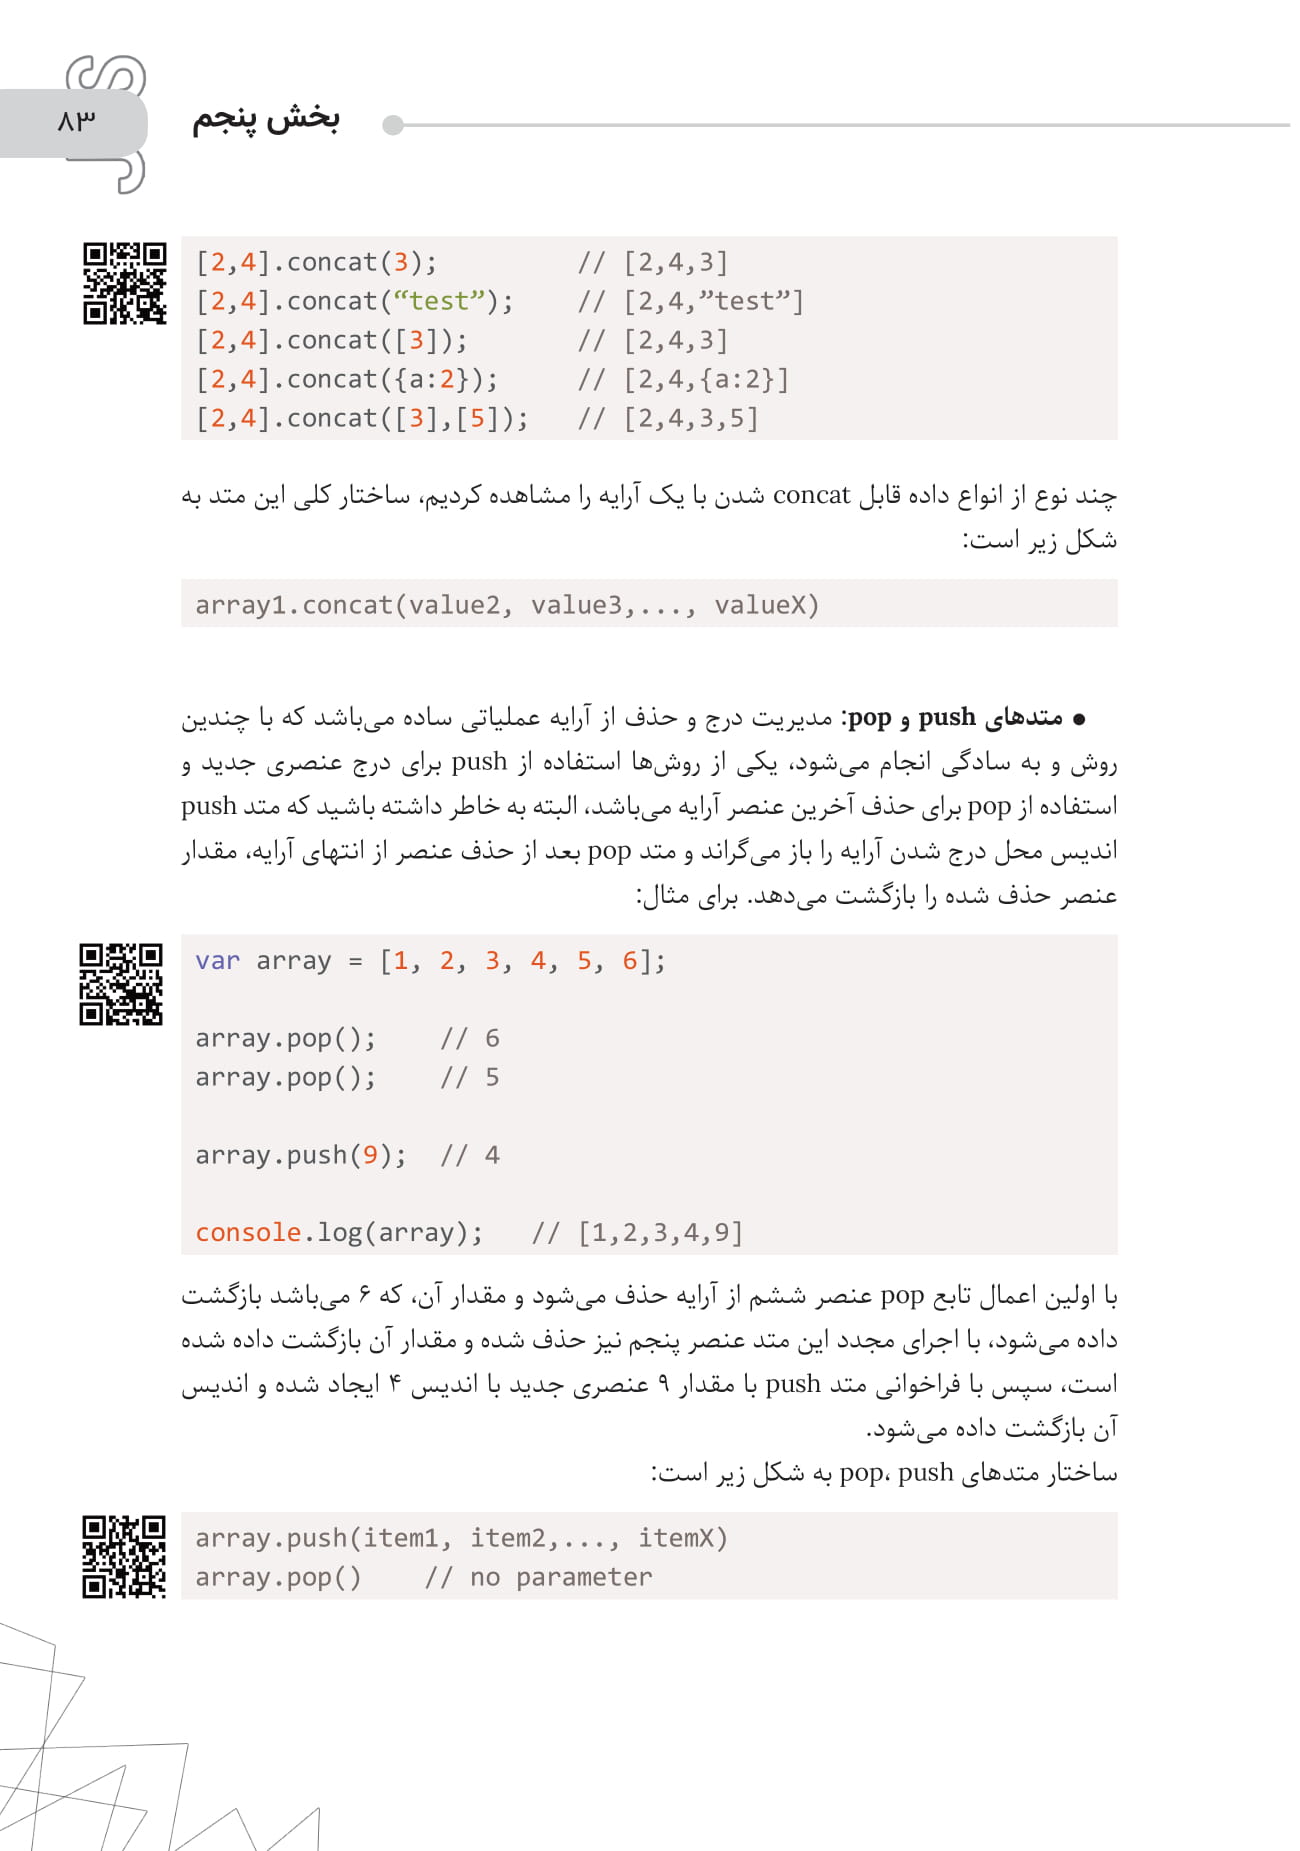 JS
۸۳
بخش پنجم
[2,4].concat(3); // [2,4,3]
[2,4].concat(“test”); // [2,4,”test”]
[2,4].concat([3]); // [2,4,3]
[2,4].concat({a:2}); // [2,4,{a:2}]
[2,4].concat([3],[5]); // [2,4,3,5]
چند نوع از انواع داده قابل concat شدن با یک آرایه را مشاهده کردیم، ساختار کلی این متد به
شکل زیر است:
array1.concat(value2, value3,..., valueX)
● متدهای push و pop: مدیریت درج و حذف از آرایه عملیاتی ساده می‌باشد که با چندین
روش و به سادگی انجام می‌شود، یکی از روش‌ها استفاده از push برای درج عنصری جدید و
استفاده از pop برای حذف آخرین عنصر آرایه می‌باشد، البته به خاطر داشته باشید که متد push
اندیس محل درج شدن آرایه را باز می‌گراند و متد pop بعد از حذف عنصر از انتهای آرایه، مقدار
عنصر حذف شده را بازگشت می‌دهد. برای مثال:
var array = [1, 2, 3, 4, 5, 6];
array.pop(); // 6
array.pop(); // 5
array.push(9); // 4
console.log(array); // [1,2,3,4,9]
با اولین اعمال تابع pop عنصر ششم از آرایه حذف می‌شود و مقدار آن، که ۶ می‌باشد بازگشت
داده می‌شود، با اجرای مجدد این متد عنصر پنجم نیز حذف شده و مقدار آن بازگشت داده شده
است، سپس با فراخوانی متد push با مقدار ۹ عنصری جدید با اندیس ۴ ایجاد شده و اندیس
آن بازگشت داده می‌شود.
ساختار متدهای pop، push به شکل زیر است:
array.push(item1, item2,..., itemX)
array.pop() // no parameter